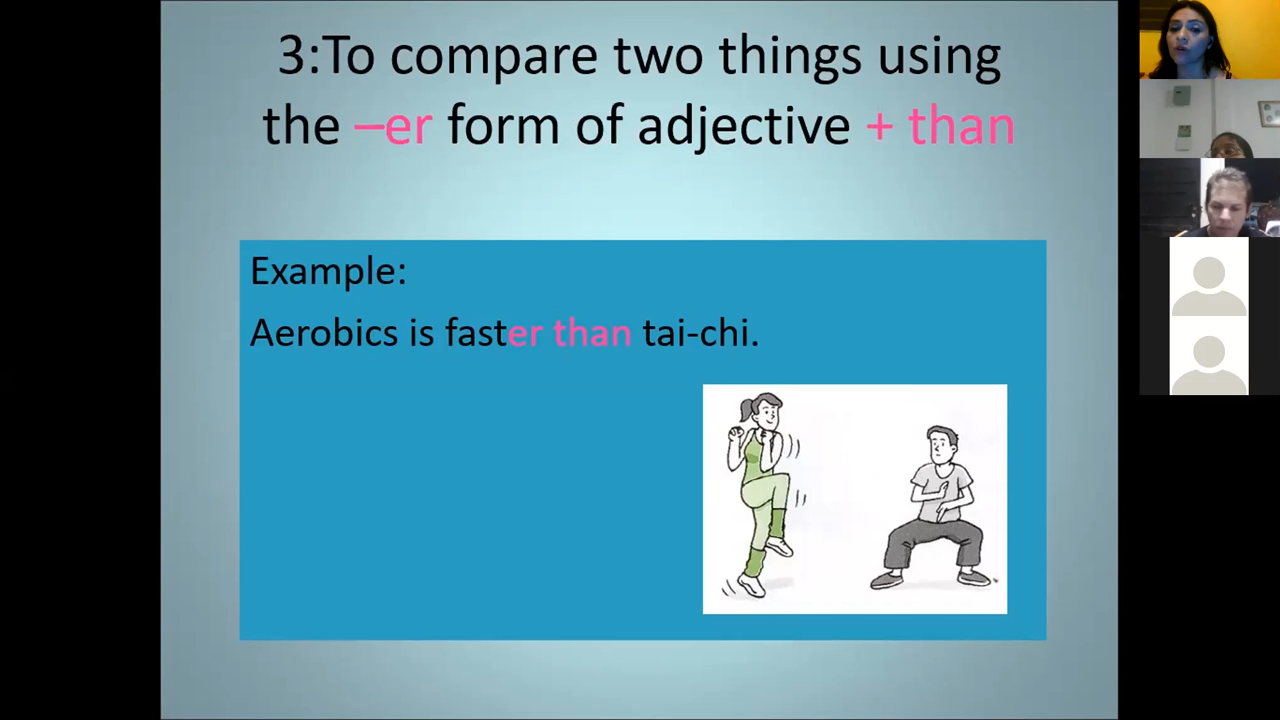 3:To compare two things using
the –er form of adjective + than
Example:
Aerobics is faster than tai-chi.